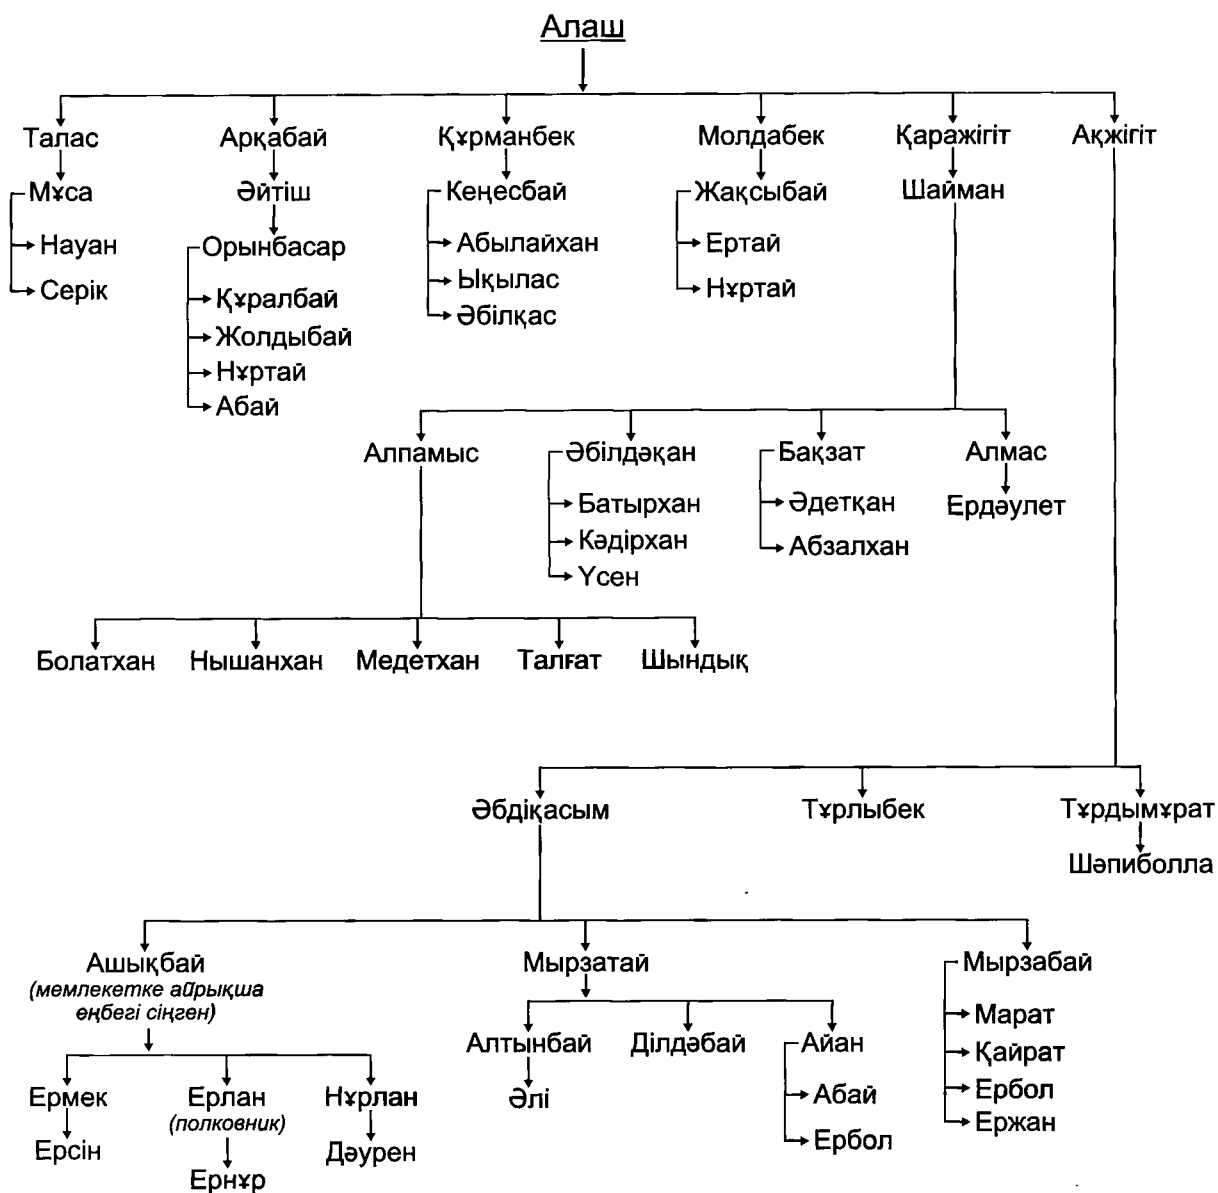 Алаш
Талас Арқабай Құрманбек Молдабек Қаражігіт Ақжігіт
Мұса Әйтіш Кеңесбай Жақсыбай Шайман
Науан Орынбасар Абылайхан Ертай
Серік Құралбай Ықылас Нұртай
Жолдыбай Әбілқас
Нұртай
Абай
Алпамыс Әбілдәқан Бақзат Алмас
Батырхан Әдетқан Ердәулет
Кәдірхан Абзалхан
Үсен
Болатхан Нышанхан Медетхан Талғат Шындық
Әбдіқасым Тұрлыбек Тұрдымұрат
Шәпиболла
Ашықбай Мырзатай Мырзабай
(мемлекетке айрықша
еңбегі сіңген)
Марат
Алтынбай Ділдәбай Айан Қайрат
Ермек Ерлан Нұрлан Әлі Абай Ербол
(полковник) Ержан
Ерсін Дәурен Ербол
Ернұр